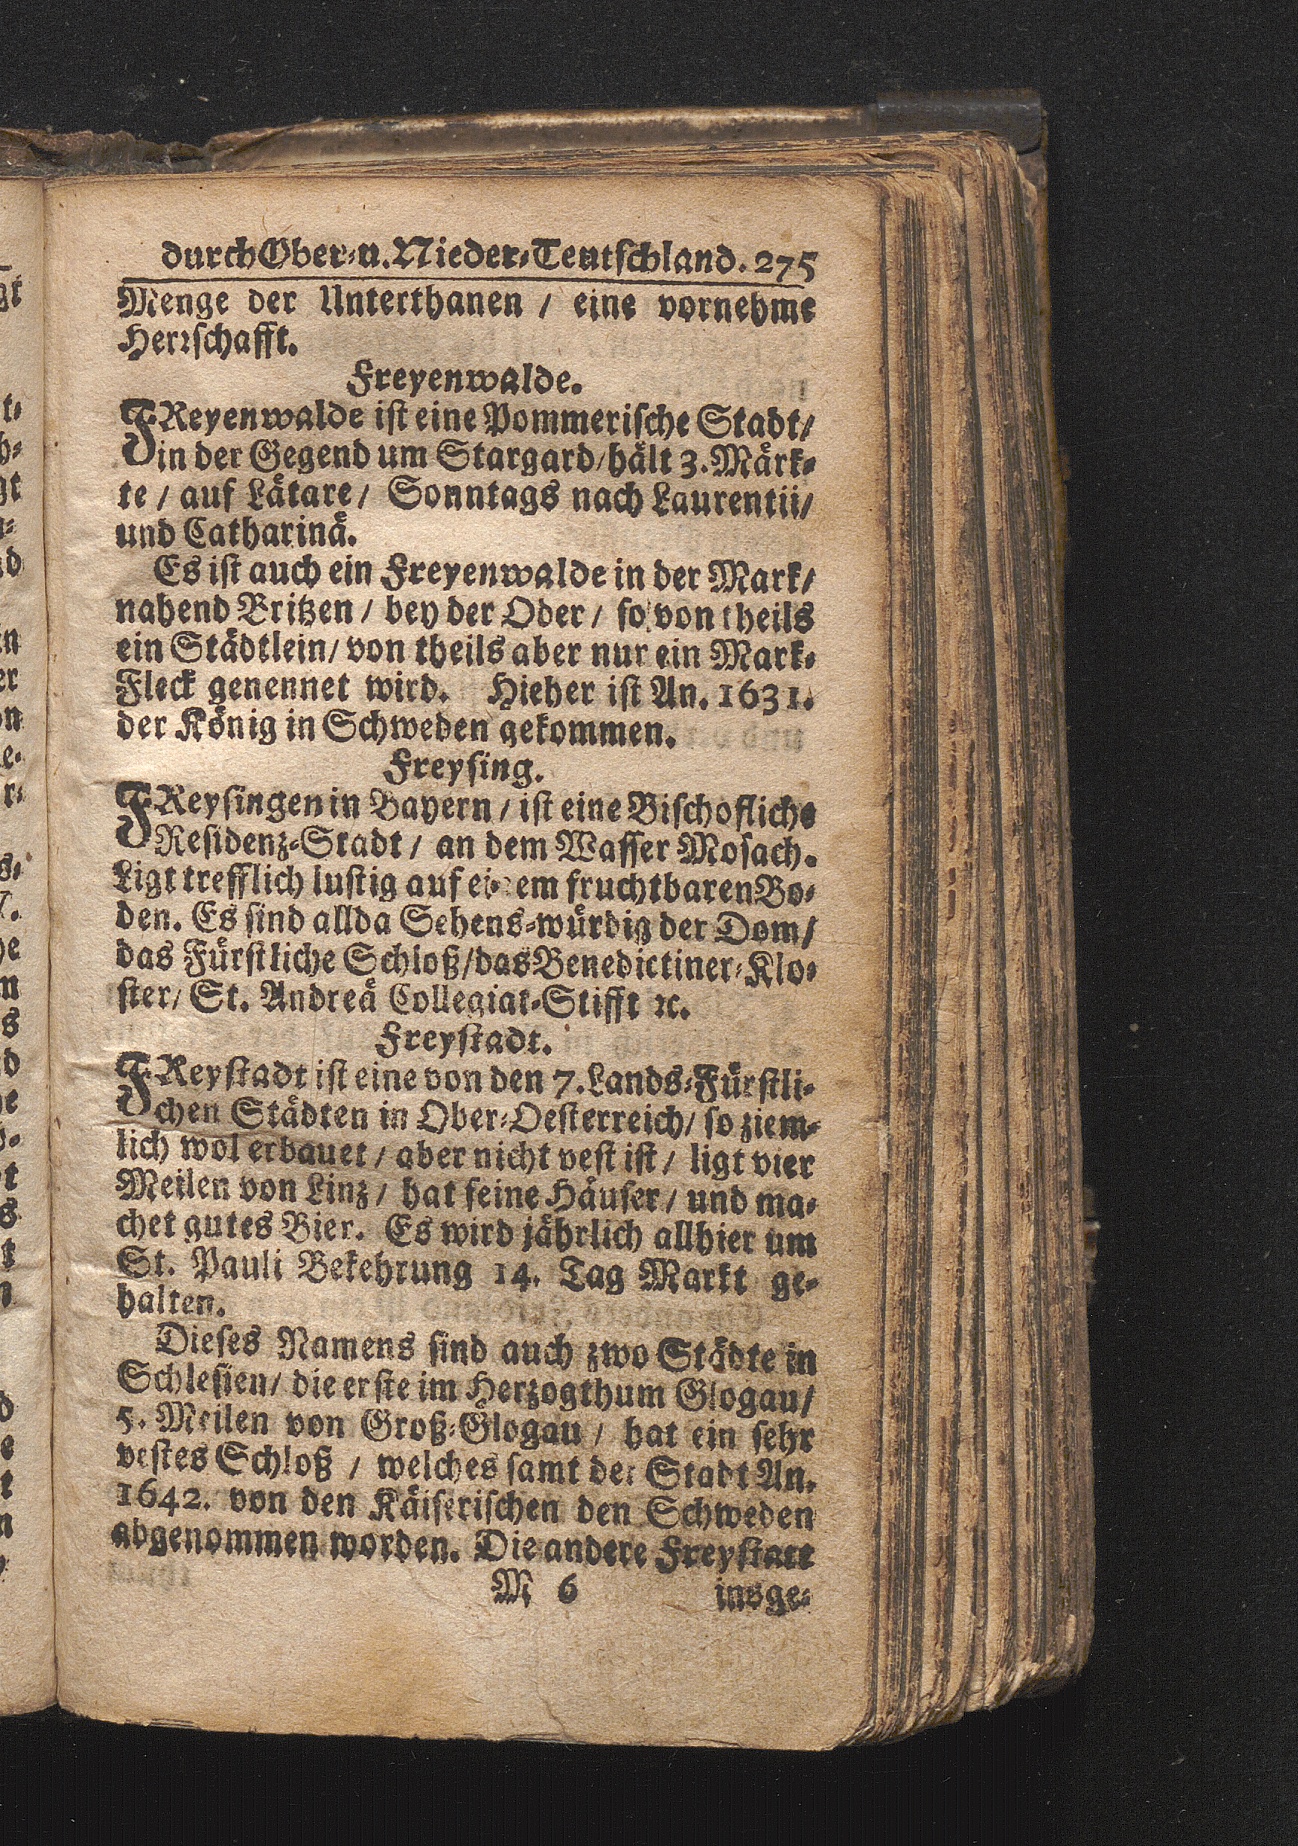 durch Ober- u. Nieder-Teutschland. 275
Menge der Unterthanen / eine vornehme
Herrschafft.
Freyenwalde.
FReyenwalde ist eine Pommerische Stadt/
in der Gegend um Stargard/ hält 3. Märk-
te / auf Lätare / Sonntags nach Laurentii/
und Catharinä.
Es ist auch ein Freyenwalde in der Mark/
nahend Britzen / bey der Oder / so von theils
ein Städtlein/ von theils aber nur ein Mark-
Fleck genennet wird. Hieher ist An. 1631.
der König in Schweden gekommen.
Freysing.
FReysingen in Bayern / ist eine Bischofliche
Residenz-Stadt / an dem Wasser Mosach.
Ligt trefflich lustig auf einem fruchtbaren Bo-
den. Es sind allda Sehens-würdig der Dom/
das Fürstliche Schloß/ das Benedictiner-Klo-
ster/ St. Andreä Collegiat-Stifft ꝛc.
Freystadt.
FReystadt ist eine von den 7. Lands-Fürstli-
chen Städten in Ober-Oesterreich/ so ziem-
lich wol erbauet / aber nicht vest ist / ligt vier
Meilen von Linz / hat feine Häuser / und ma-
chet gutes Bier. Es wird jährlich allhier um
St. Pauli Bekehrung 14. Tag Markt ge-
halten.
Dieses Namens sind auch zwo Städte in
Schlesien/ die erste im Herzogthum Glogau/
5. Meilen von Groß-Glogau / hat ein sehr
vestes Schloß / welches samt der Stadt An.
1642. von den Käiserischen den Schweden
abgenommen worden. Die andere Freystatt
M 6 insge-